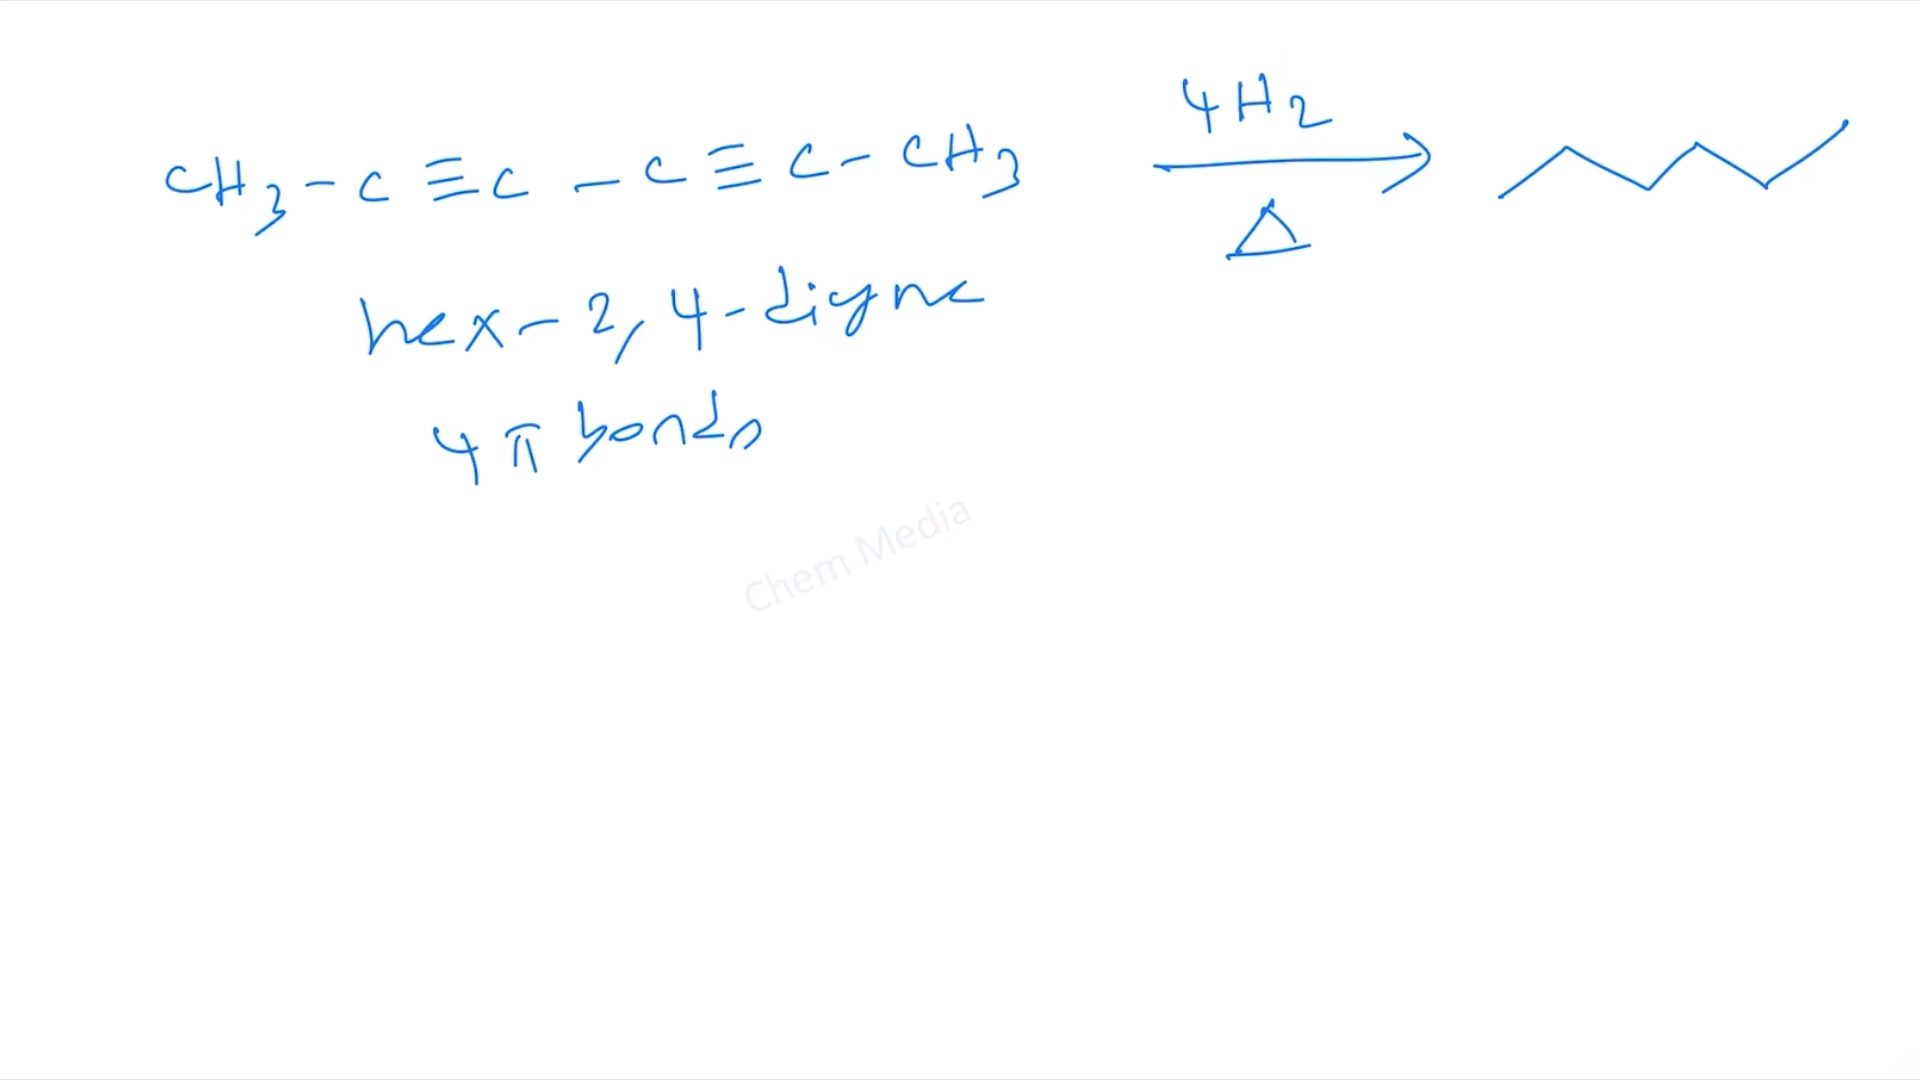 4H2
CH3-C≡C-C≡C-CH3
Δ
hex-2,4-diyne
4 π bonds
Chem Media